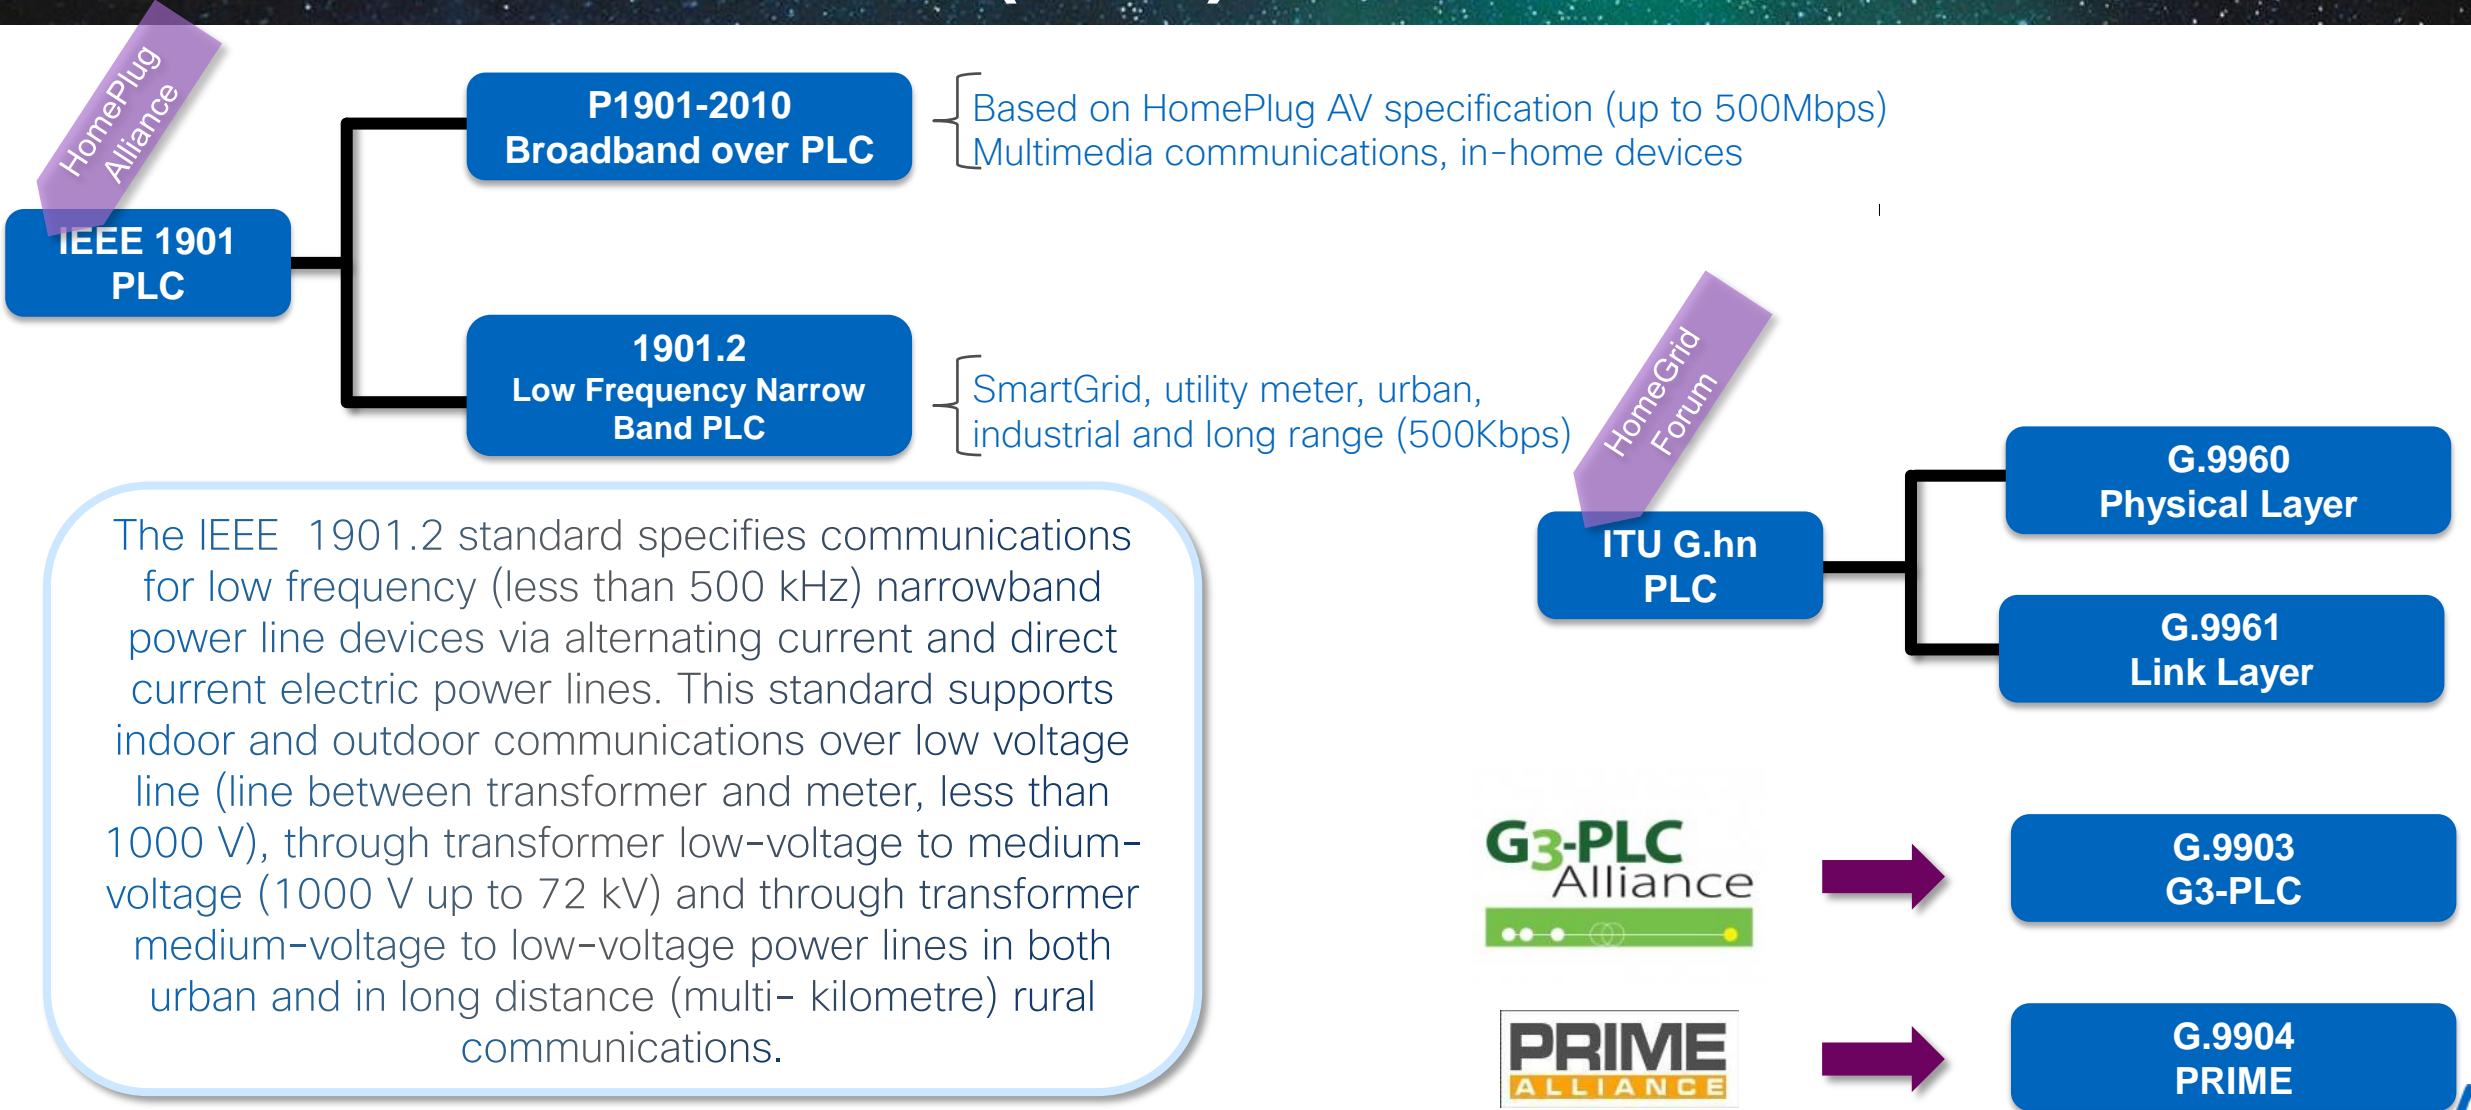 HomePlug
Alliance
IEEE 1901
PLC
P1901-2010
Broadband over PLC
Based on HomePlug AV specification (up to 500Mbps)
Multimedia communications, in-home devices
1901.2
Low Frequency Narrow
Band PLC
SmartGrid, utility meter, urban,
industrial and long range (500Kbps)
The IEEE 1901.2 standard specifies communications
for low frequency (less than 500 kHz) narrowband
power line devices via alternating current and direct
current electric power lines. This standard supports
indoor and outdoor communications over low voltage
line (line between transformer and meter, less than
1000 V), through transformer low-voltage to medium-
voltage (1000 V up to 72 kV) and through transformer
medium-voltage to low-voltage power lines in both
urban and in long distance (multi- kilometre) rural
communications.
HomeGrid
Forum
ITU G.hn
PLC
G.9960
Physical Layer
G.9961
Link Layer
G3-PLC
Alliance
G.9903
G3-PLC
PRIME
ALLIANCE
G.9904
PRIME